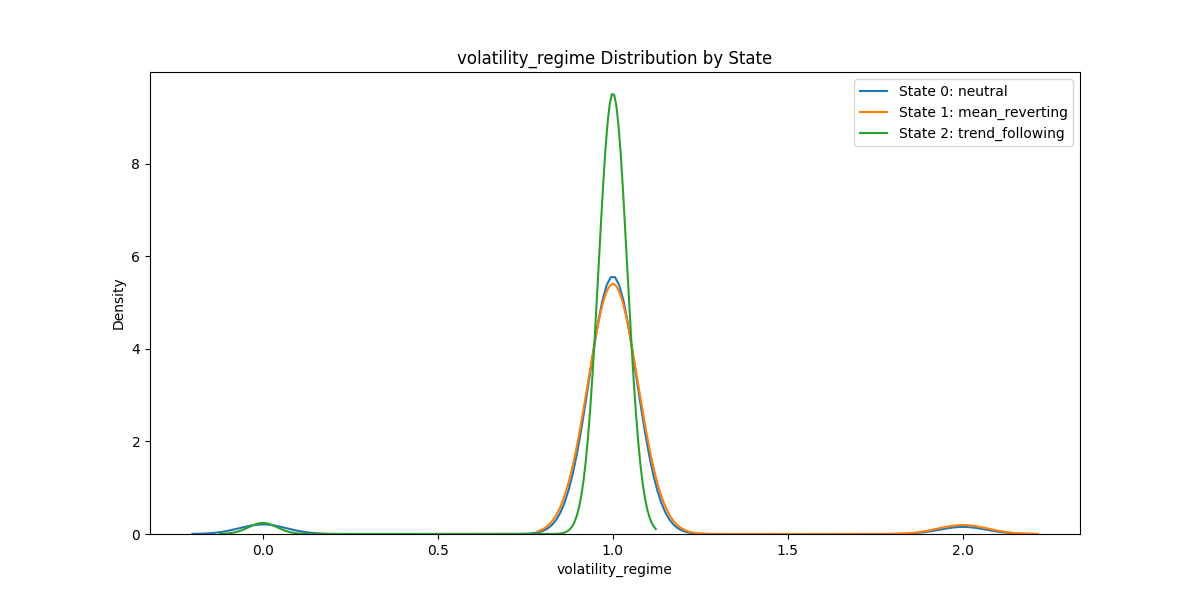 volatility_regime Distribution by State
State 0: neutral
State 1: mean_reverting
State 2: trend_following
Density
8
6
4
2
0
0.0 0.5 1.0 1.5 2.0
volatility_regime